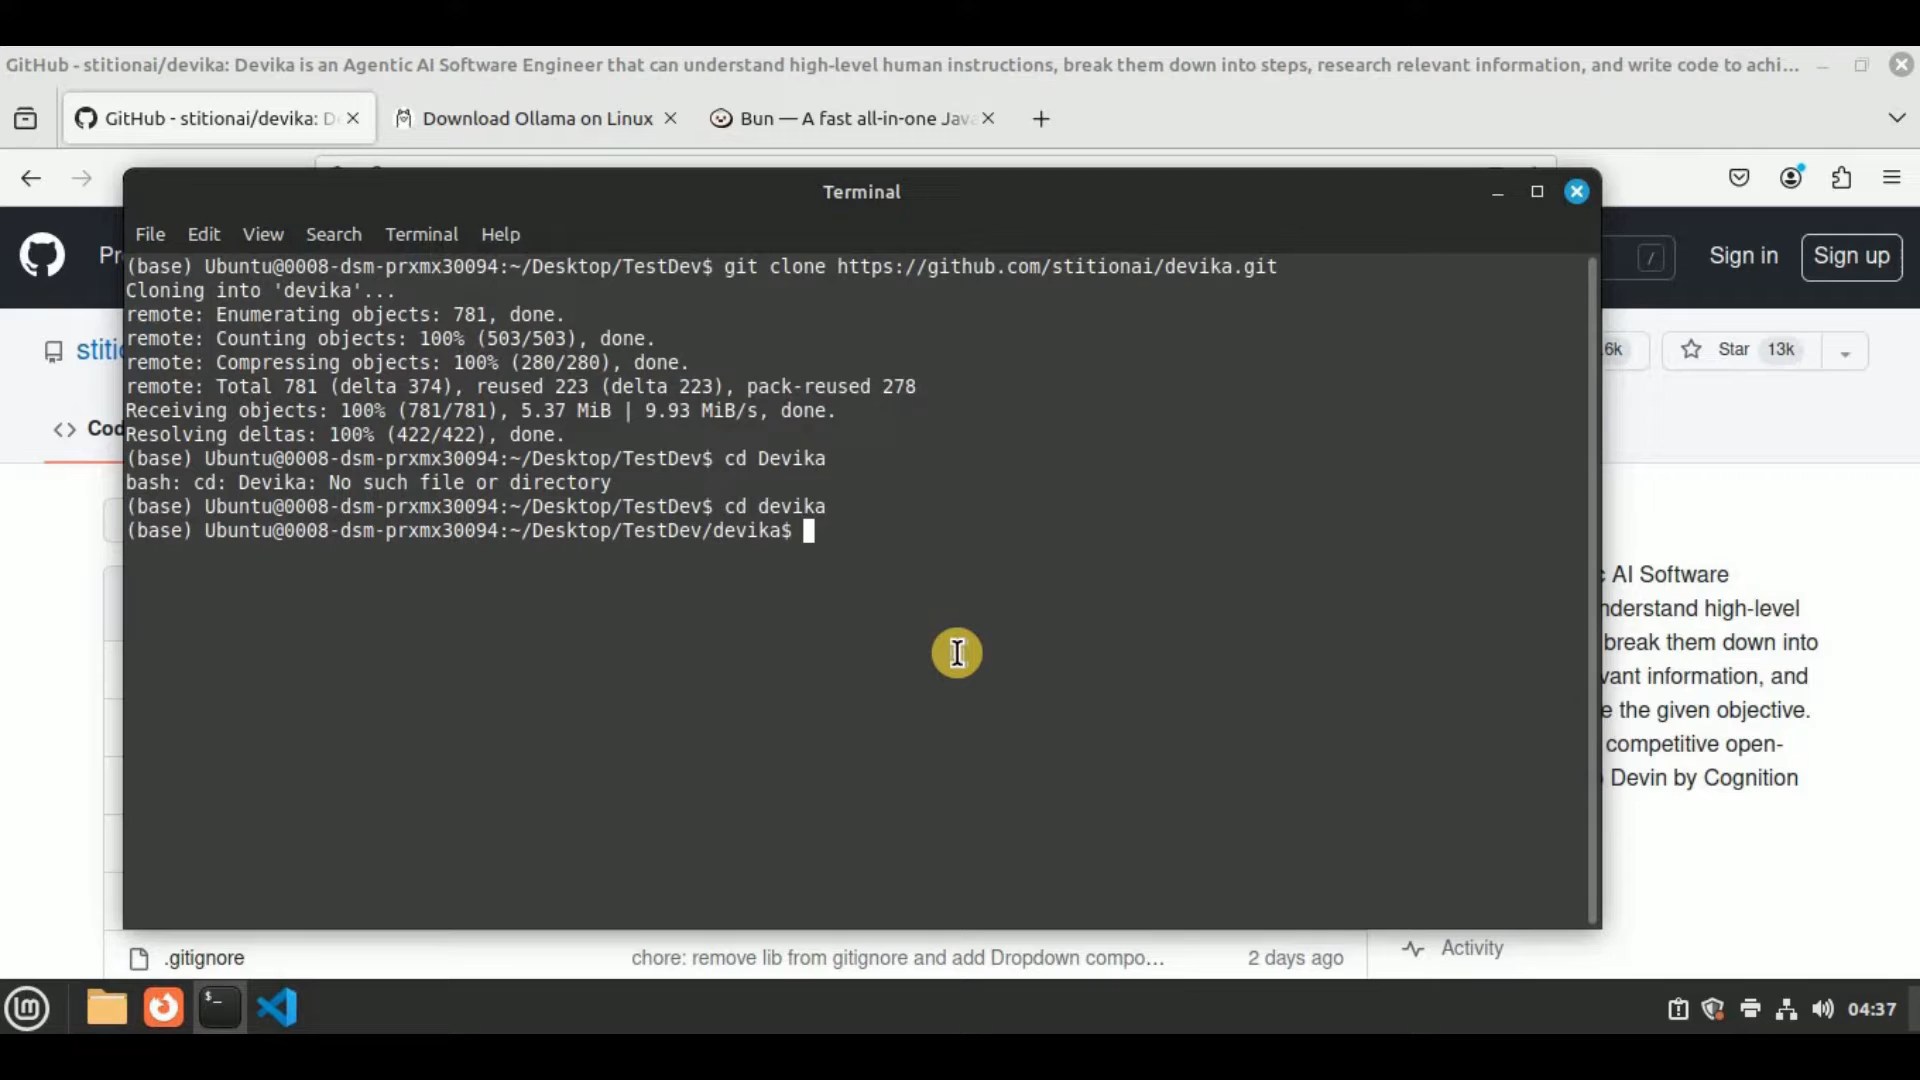 GitHub - stitionai/devika: Devika is an Agentic AI Software Engineer that can understand high-level human instructions, break them down into steps, research relevant information, and write code to achi...
GitHub - stitionai/devika: D
Download Ollama on Linux
Bun — A fast all-in-one Java
Terminal
File Edit View Search Terminal Help
(base) Ubuntu@0008-dsm-prxmx30094:~/Desktop/TestDev$ git clone https://github.com/stitionai/devika.git
Cloning into 'devika'...
remote: Enumerating objects: 781, done.
remote: Counting objects: 100% (503/503), done.
remote: Compressing objects: 100% (280/280), done.
remote: Total 781 (delta 374), reused 223 (delta 223), pack-reused 278
Receiving objects: 100% (781/781), 5.37 MiB | 9.93 MiB/s, done.
Resolving deltas: 100% (422/422), done.
(base) Ubuntu@0008-dsm-prxmx30094:~/Desktop/TestDev$ cd Devika
bash: cd: Devika: No such file or directory
(base) Ubuntu@0008-dsm-prxmx30094:~/Desktop/TestDev$ cd devika
(base) Ubuntu@0008-dsm-prxmx30094:~/Desktop/TestDev/devika$
Pr
/
Sign in
Sign up
stiti
.6k
Star 13k
<> Cod
AI Software
nderstand high-level
break them down into
vant information, and
e the given objective.
competitive open-
Devin by Cognition
.gitignore
chore: remove lib from gitignore and add Dropdown compo...
2 days ago
Activity
04:37